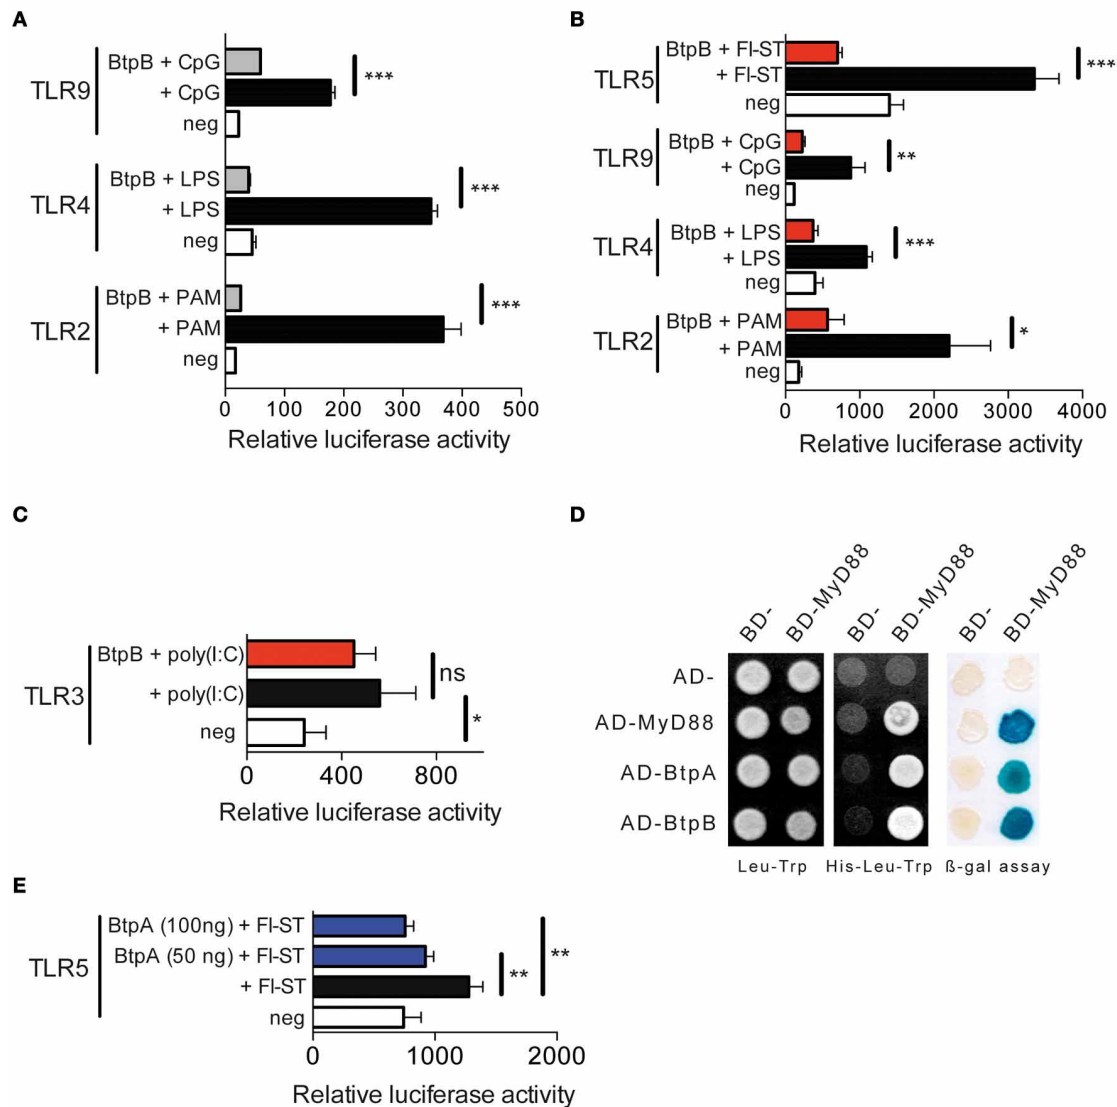 A
TLR9
BtpB + CpG
+ CpG
neg
***
TLR4
BtpB + LPS
+ LPS
neg
***
TLR2
BtpB + PAM
+ PAM
neg
***
0 100 200 300 400 500
Relative luciferase activity
B
TLR5
BtpB + Fl-ST
+ Fl-ST
neg
***
TLR9
BtpB + CpG
+ CpG
neg
**
TLR4
BtpB + LPS
+ LPS
neg
***
TLR2
BtpB + PAM
+ PAM
neg
*
0 1000 2000 3000 4000
Relative luciferase activity
C
TLR3
BtpB + poly(I:C)
+ poly(I:C)
neg
ns
*
0 400 800
Relative luciferase activity
D
BD- BD-MyD88 BD- BD-MyD88 BD- BD-MyD88
AD-
AD-MyD88
AD-BtpA
AD-BtpB
Leu-Trp His-Leu-Trp ß-gal assay
E
TLR5
BtpA (100ng) + Fl-ST
BtpA (50 ng) + Fl-ST
+ Fl-ST
neg
**
**
0 1000 2000
Relative luciferase activity